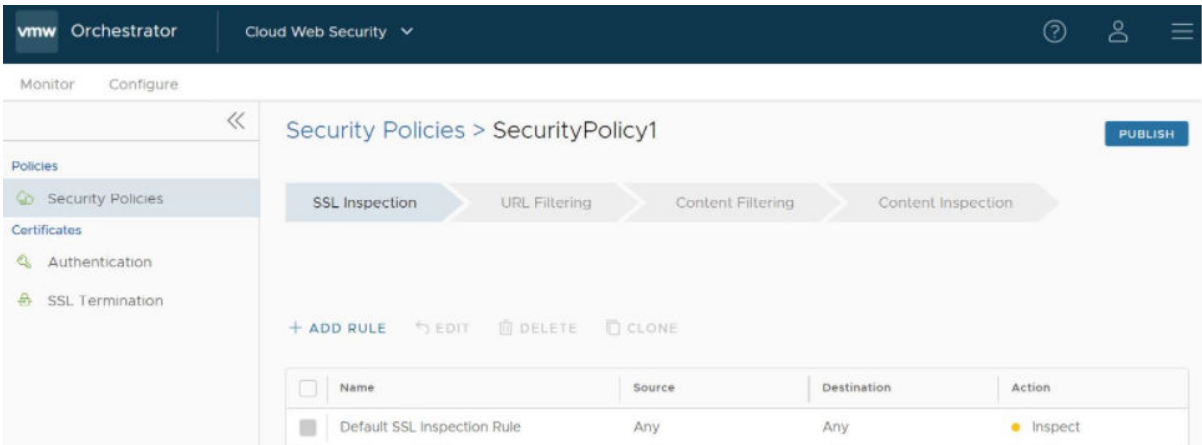 vmw Orchestrator Cloud Web Security
Monitor Configure
Security Policies > SecurityPolicy1 PUBLISH
Policies
Security Policies
Certificates
Authentication
SSL Termination
SSL Inspection URL Filtering Content Filtering Content Inspection
+ ADD RULE EDIT DELETE CLONE
Name Source Destination Action
Default SSL Inspection Rule Any Any Inspect